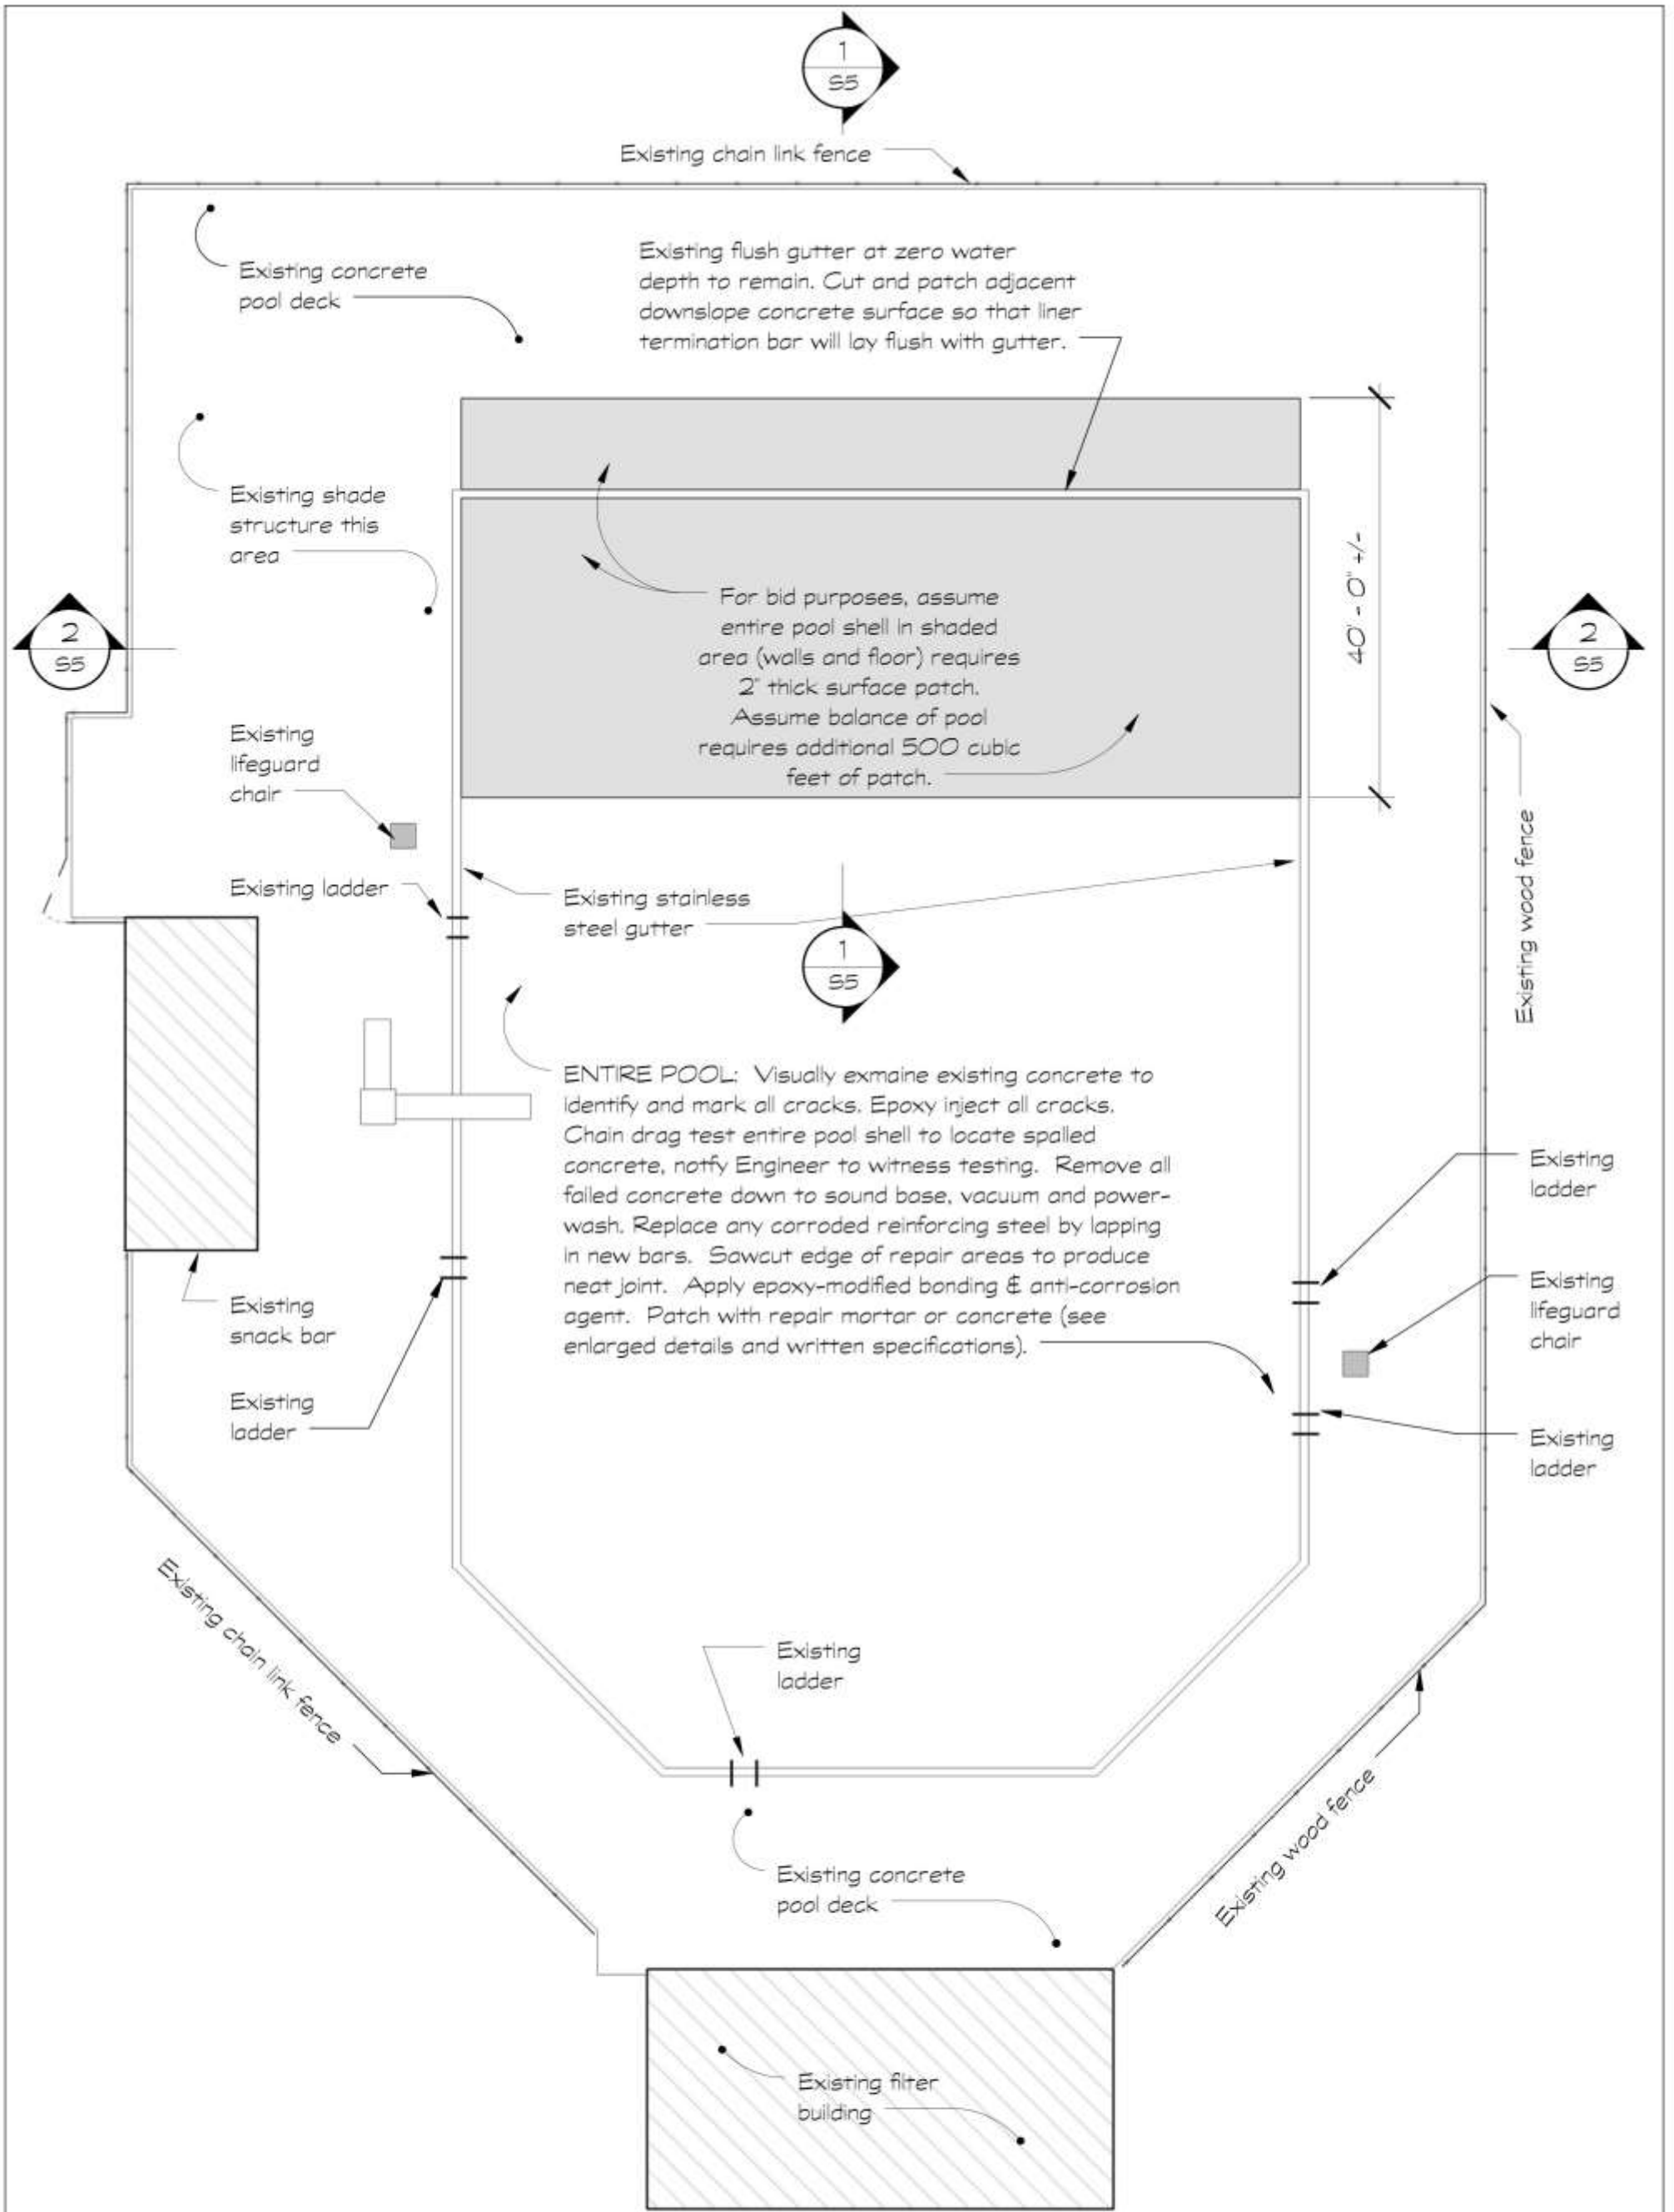 1
S5
Existing chain link fence
Existing concrete
pool deck
Existing flush gutter at zero water
depth to remain. Cut and patch adjacent
downslope concrete surface so that liner
termination bar will lay flush with gutter.
Existing shade
structure this
area
40' - 0" +/-
For bid purposes, assume
entire pool shell in shaded
area (walls and floor) requires
2" thick surface patch.
Assume balance of pool
requires additional 500 cubic
feet of patch.
2
S5
2
S5
Existing
lifeguard
chair
Existing wood fence
Existing ladder
Existing stainless
steel gutter
1
S5
ENTIRE POOL: Visually exmaine existing concrete to
identify and mark all cracks. Epoxy inject all cracks.
Chain drag test entire pool shell to locate spalled
concrete, notfy Engineer to witness testing. Remove all
failed concrete down to sound base, vacuum and power-
wash. Replace any corroded reinforcing steel by lapping
in new bars. Sawcut edge of repair areas to produce
neat joint. Apply epoxy-modified bonding & anti-corrosion
agent. Patch with repair mortar or concrete (see
enlarged details and written specifications).
Existing
ladder
Existing
lifeguard
chair
Existing
snack bar
Existing
ladder
Existing
ladder
Existing chain link fence
Existing
ladder
Existing wood fence
Existing concrete
pool deck
Existing filter
building